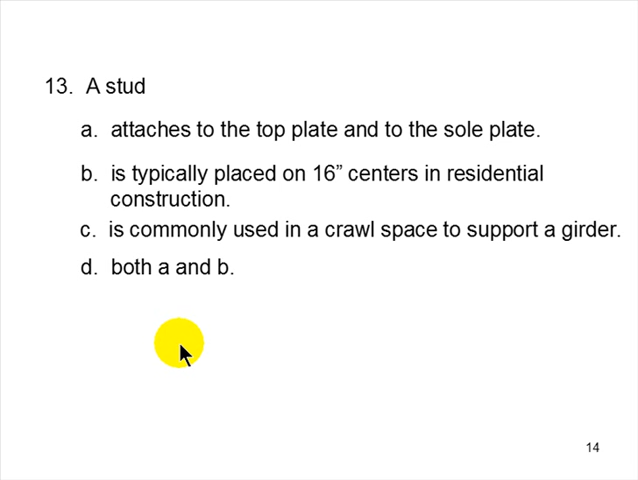 13. A stud
a. attaches to the top plate and to the sole plate.
b. is typically placed on 16” centers in residential
construction.
c. is commonly used in a crawl space to support a girder.
d. both a and b.
14